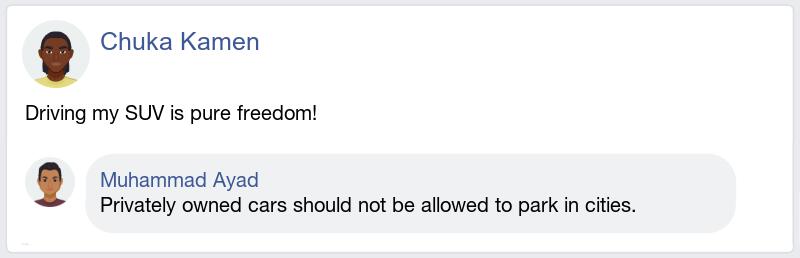 Chuka Kamen
Driving my SUV is pure freedom!
Muhammad Ayad
Privately owned cars should not be allowed to park in cities.